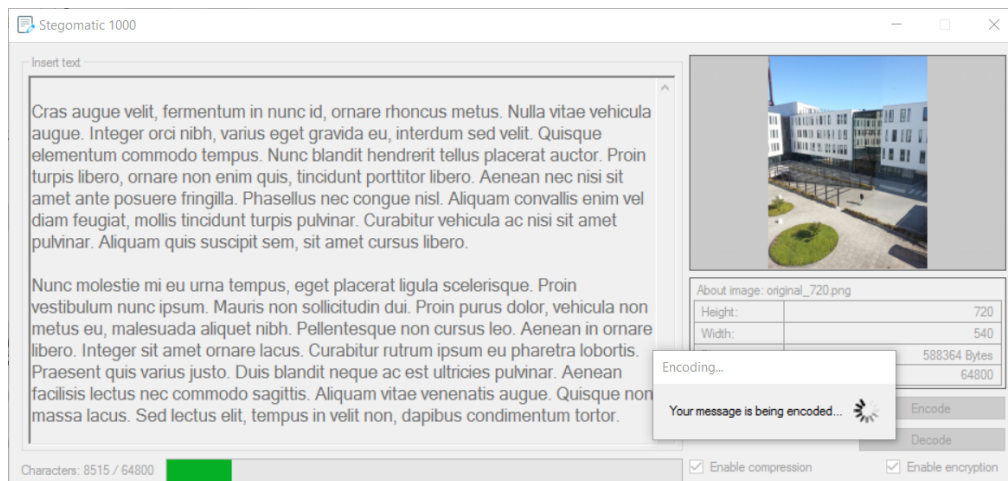 Stegomatic 1000
Insert text
Cras augue velit, fermentum in nunc id, ornare rhoncus metus. Nulla vitae vehicula
augue. Integer orci nibh, varius eget gravida eu, interdum sed velit. Quisque
elementum commodo tempus. Nunc blandit hendrerit tellus placerat auctor. Proin
turpis libero, ornare non enim quis, tincidunt porttitor libero. Aenean nec nisi sit
amet ante posuere fringilla. Phasellus nec congue nisl. Aliquam convallis enim vel
diam feugiat, mollis tincidunt turpis pulvinar. Curabitur vehicula ac nisi sit amet
pulvinar. Aliquam quis suscipit sem, sit amet cursus libero.
Nunc molestie mi eu urna tempus, eget placerat ligula scelerisque. Proin
vestibulum nunc ipsum. Mauris non sollicitudin dui. Proin purus dolor, vehicula non
metus eu, malesuada aliquet nibh. Pellentesque non cursus leo. Aenean in ornare
libero. Integer sit amet ornare lacus. Curabitur rutrum ipsum eu pharetra lobortis.
Praesent quis varius justo. Duis blandit neque ac est ultricies pulvinar. Aenean
facilisis lectus nec commodo sagittis. Aliquam vitae venenatis augue. Quisque non
massa lacus. Sed lectus elit, tempus in velit non, dapibus condimentum tortor.
Characters: 8515 / 64800
About image: original_720.png
Height: 720
Width: 540
588364 Bytes
64800
Encoding...
Your message is being encoded...
Encode
Decode
Enable compression
Enable encryption